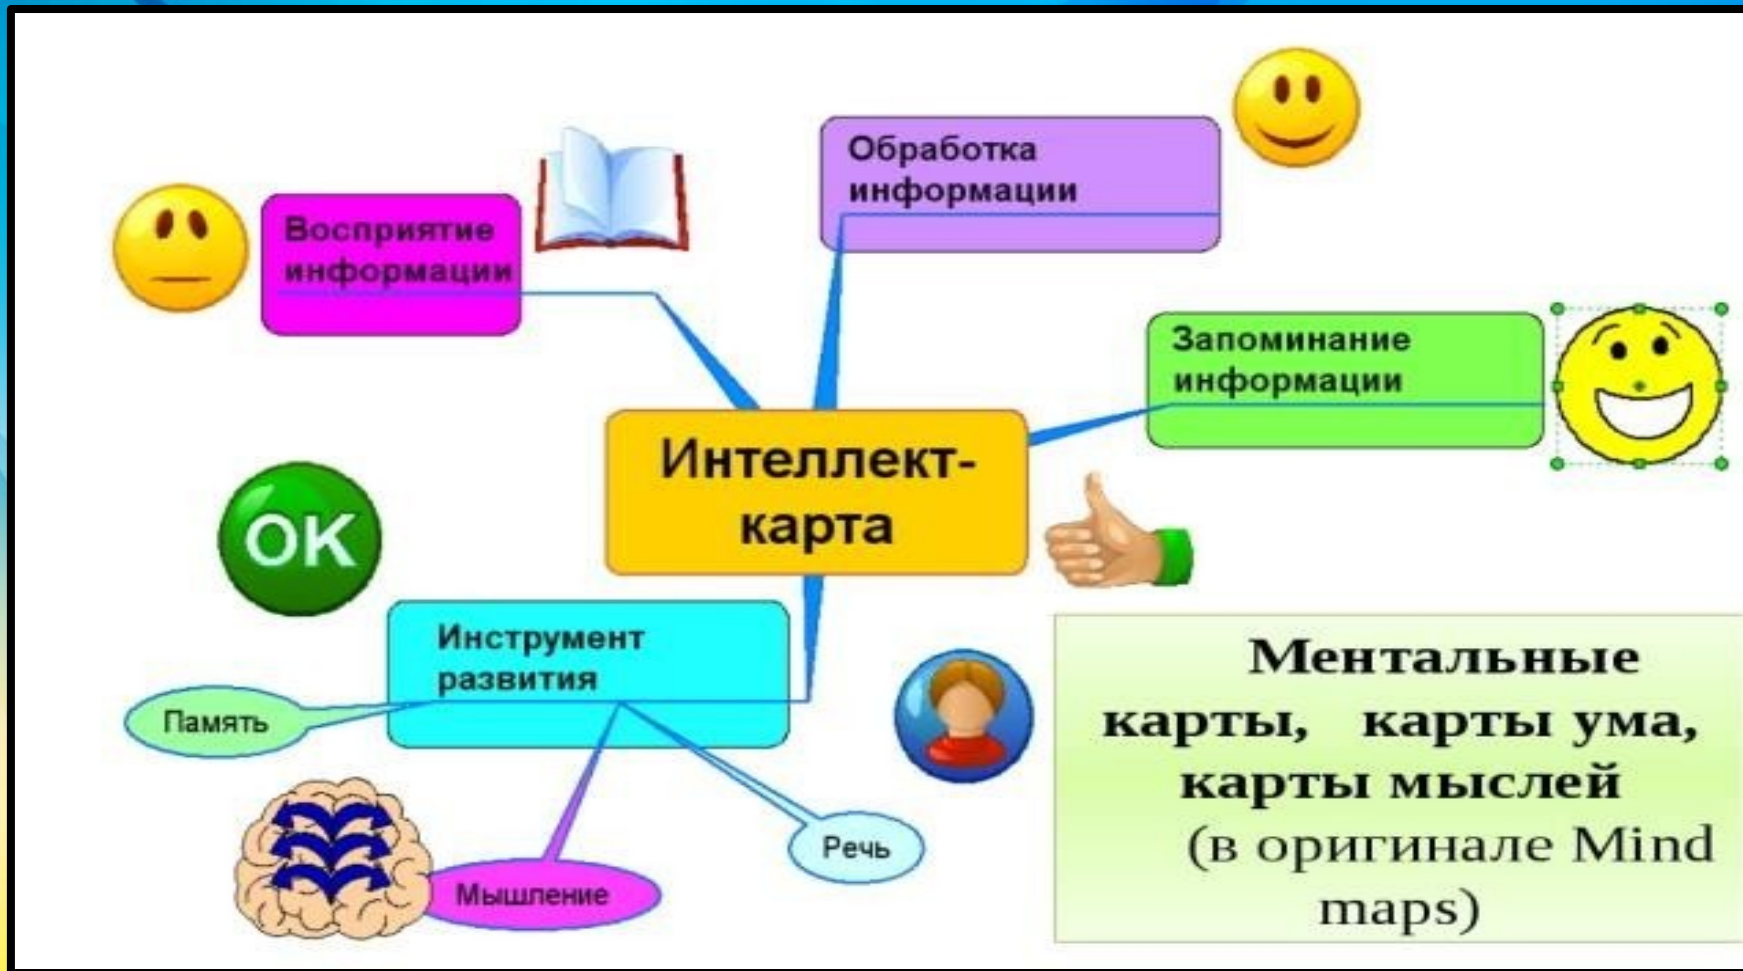 Обработка
информации
Восприятие
информации
Запоминание
информации
Интеллект-
карта
OK
Инструмент
развития
Память
Мышление
Речь
Ментальные
карты, карты ума,
карты мыслей
(в оригинале Mind
maps)